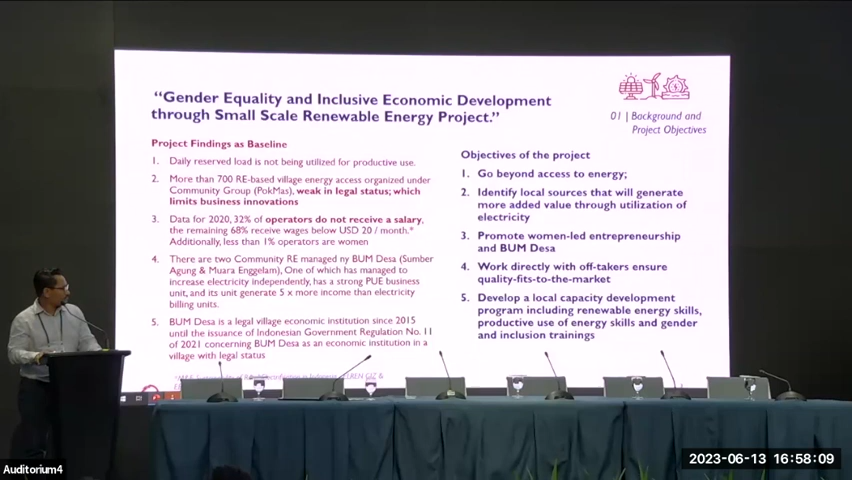 "Gender Equality and Inclusive Economic Development
through Small Scale Renewable Energy Project."
01 | Background and
Project Objectives
Project Findings as Baseline
1. Daily reserved load is not being utilized for productive use.
2. More than 700 RE-based village energy access organized under
Community Group (PokMas), weak in legal status; which
limits business innovations
3. Data for 2020, 32% of operators do not receive a salary,
the remaining 68% receive wages below USD 20 / month.*
Additionally, less than 1% operators are women
4. There are two Community RE managed ny BUM Desa (Sumber
Agung & Muara Enggelam), One of which has managed to
increase electricity independently, has a strong PUE business
unit, and its unit generate 5 x more income than electricity
billing units.
5. BUM Desa is a legal village economic institution since 2015
until the issuance of Indonesian Government Regulation No. 11
of 2021 concerning BUM Desa as an economic institution in a
village with legal status
Objectives of the project
1. Go beyond access to energy;
2. Identify local sources that will generate
more added value through utilization of
electricity
3. Promote women-led entrepreneurship
and BUM Desa
4. Work directly with off-takers ensure
quality-fits-to-the-market
5. Develop a local capacity development
program including renewable energy skills,
productive use of energy skills and gender
and inclusion trainings
Auditorium4
2023-06-13 16:58:09